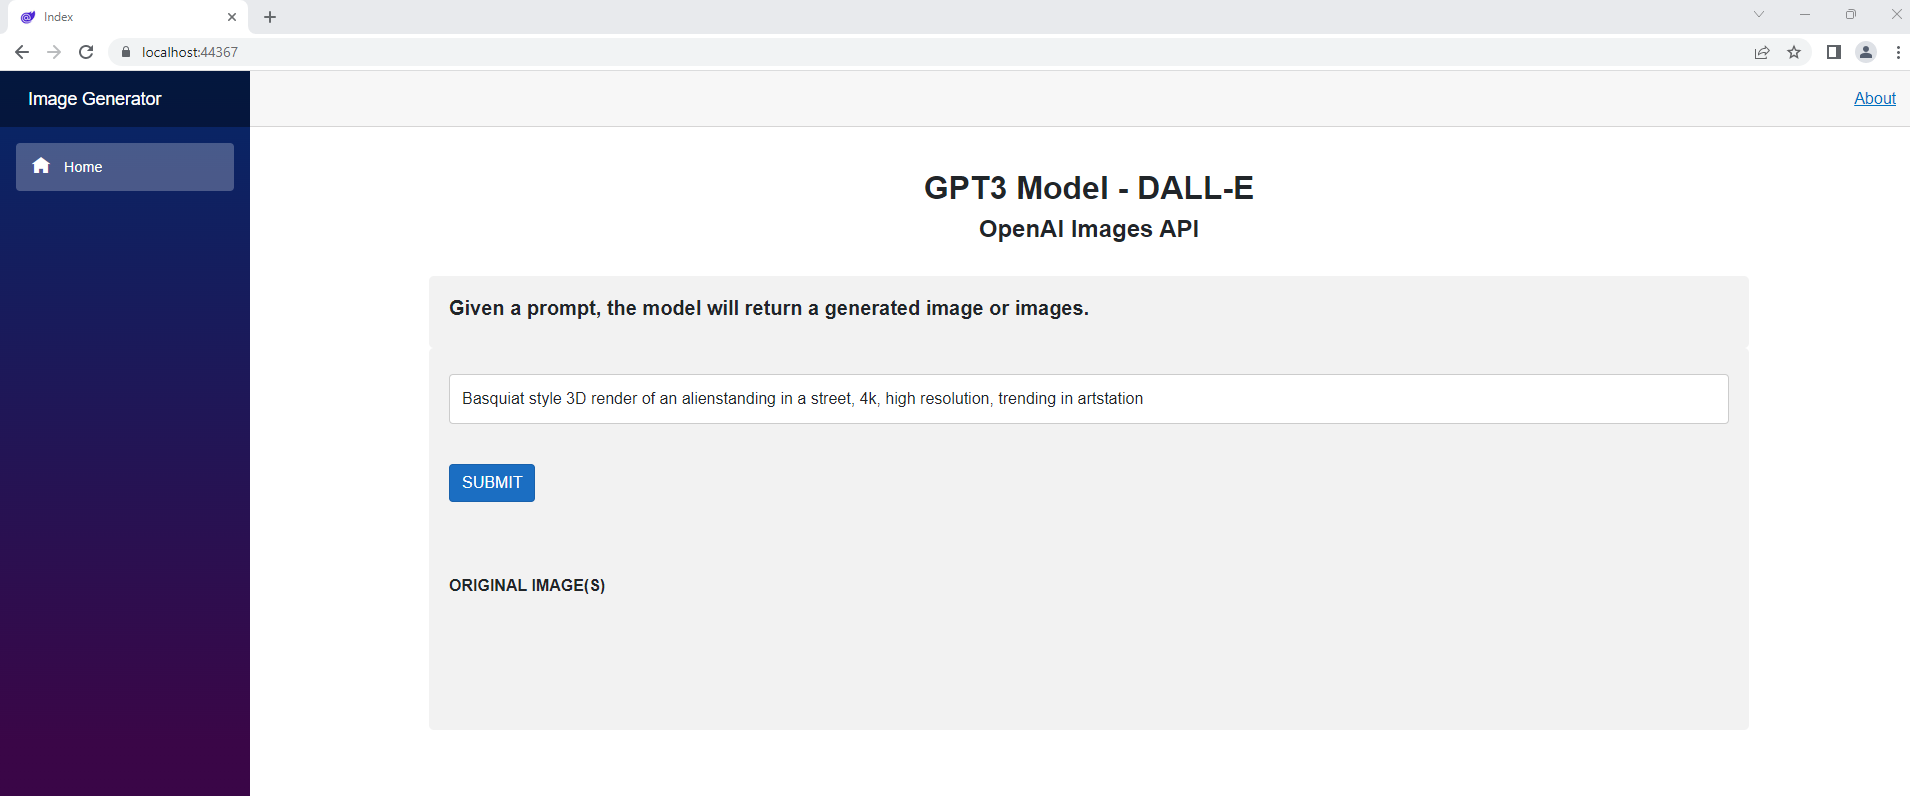 Index
localhost:44367
Image Generator
About
Home
GPT3 Model - DALL-E
OpenAI Images API
Given a prompt, the model will return a generated image or images.
Basquiat style 3D render of an alienstanding in a street, 4k, high resolution, trending in artstation
SUBMIT
ORIGINAL IMAGE(S)